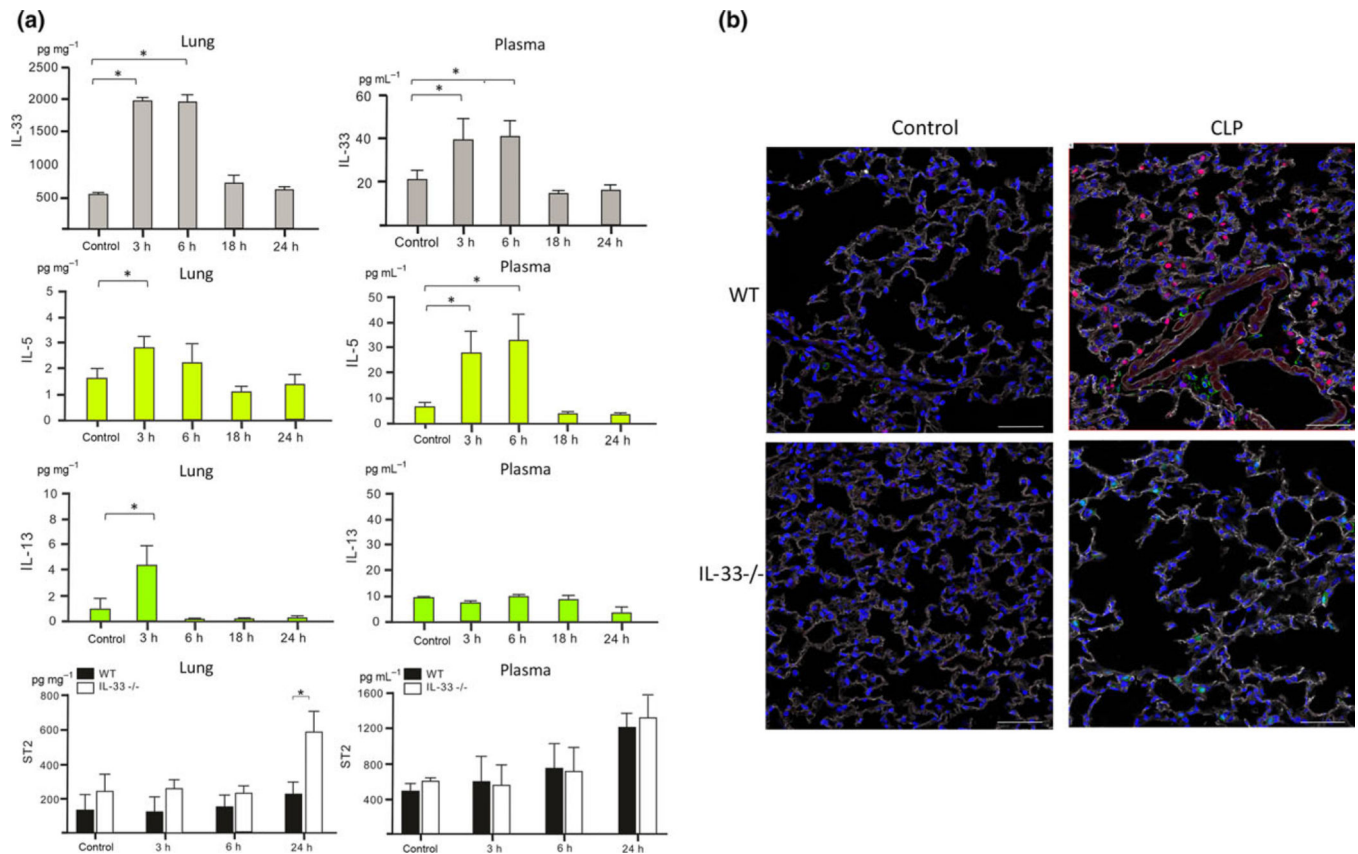 (a)
Lung
pg mg⁻¹
2500
2000
1500
1000
500
IL-33
* *
Control 3 h 6 h 18 h 24 h
Plasma
pg mL⁻¹
60
40
20
IL-33
* *
Control 3 h 6 h 18 h 24 h
Lung
pg mg⁻¹
5
4
3
2
1
0
IL-5
*
Control 3 h 6 h 18 h 24 h
Plasma
pg mL⁻¹
50
40
30
20
10
0
IL-5
* *
Control 3 h 6 h 18 h 24 h
Lung
pg mg⁻¹
10
8
6
4
2
0
IL-13
*
Control 3 h 6 h 18 h 24 h
Plasma
pg mL⁻¹
50
40
30
20
10
0
IL-13
Control 3 h 6 h 18 h 24 h
Lung
pg mg⁻¹
WT
IL-33 -/-
800
600
400
200
ST2
*
Control 3 h 6 h 24 h
Plasma
pg mL⁻¹
WT
IL-33 -/-
1600
1200
800
400
ST2
Control 3 h 6 h 24 h
(b)
Control CLP
WT
IL-33-/-